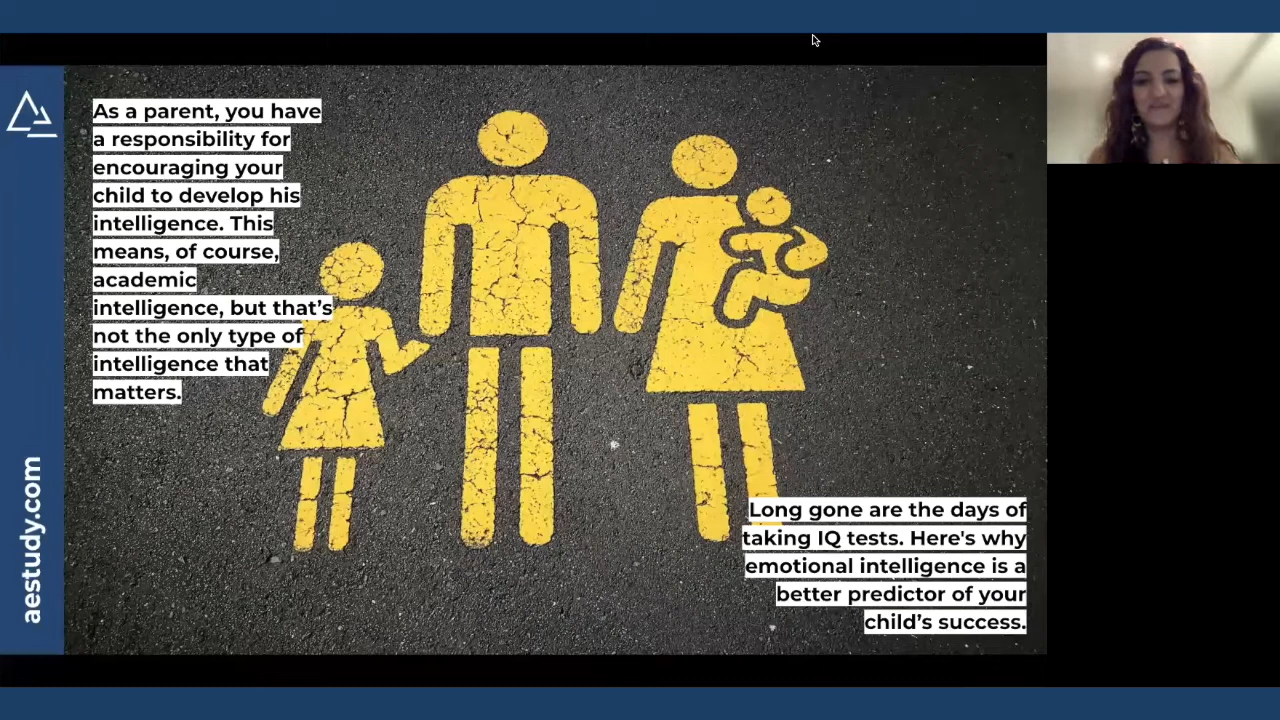 As a parent, you have
a responsibility for
encouraging your
child to develop his
intelligence. This
means, of course,
academic
intelligence, but that’s
not the only type of
intelligence that
matters.
Long gone are the days of
taking IQ tests. Here's why
emotional intelligence is a
better predictor of your
child’s success.
aestudy.com